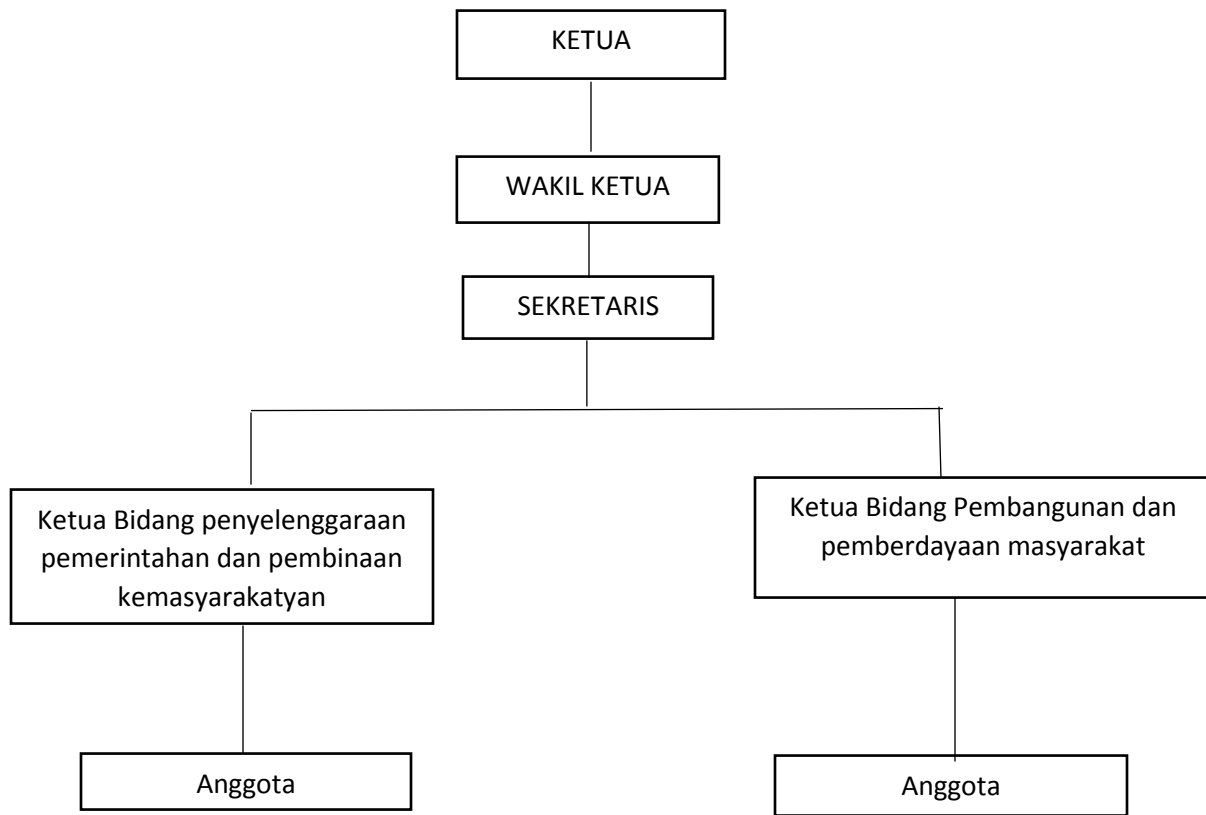 KETUA
WAKIL KETUA
SEKRETARIS
Ketua Bidang penyelenggaraan
pemerintahan dan pembinaan
kemasyarakatyan
Ketua Bidang Pembangunan dan
pemberdayaan masyarakat
Anggota
Anggota